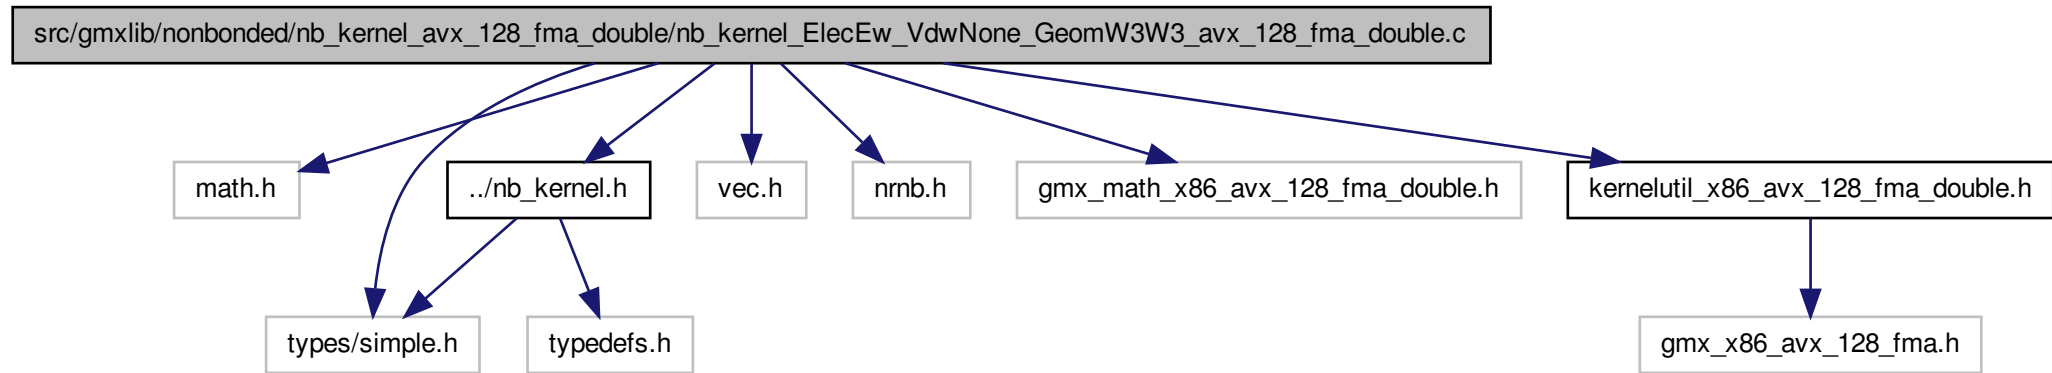 src/gmxlib/nonbonded/nb_kernel_avx_128_fma_double/nb_kernel_ElecEw_VdwNone_GeomW3W3_avx_128_fma_double.c
math.h
../nb_kernel.h
vec.h
nrnb.h
gmx_math_x86_avx_128_fma_double.h
kernelutil_x86_avx_128_fma_double.h
types/simple.h
typedefs.h
gmx_x86_avx_128_fma.h